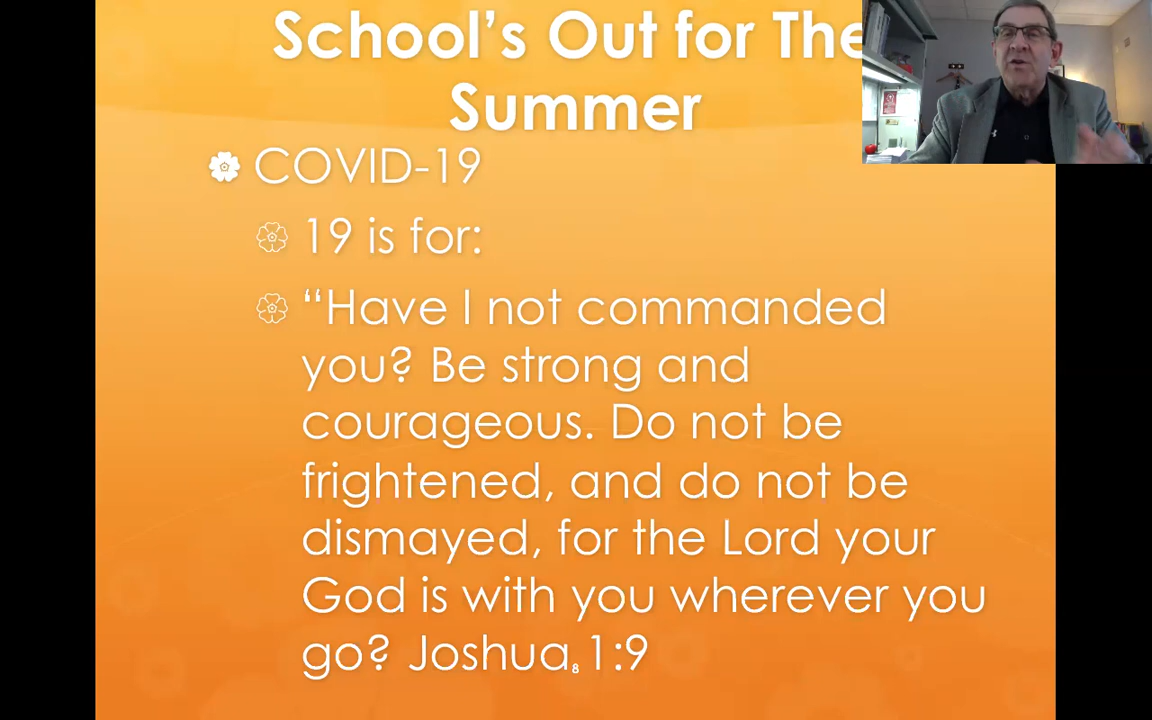 School’s Out for The
Summer
COVID-19
19 is for:
“Have I not commanded
you? Be strong and
courageous. Do not be
frightened, and do not be
dismayed, for the Lord your
God is with you wherever you
go? Joshua 1:9
8